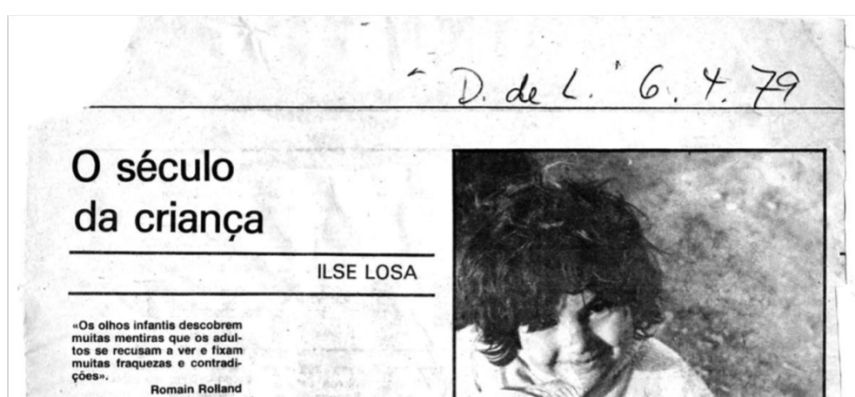 "D. de L." 6. 4. 79
O século
da criança
ILSE LOSA
«Os olhos infantis descobrem
muitas mentiras que os adul-
tos se recusam a ver e fixam
muitas fraquezas e contradi-
ções».
Romain Rolland